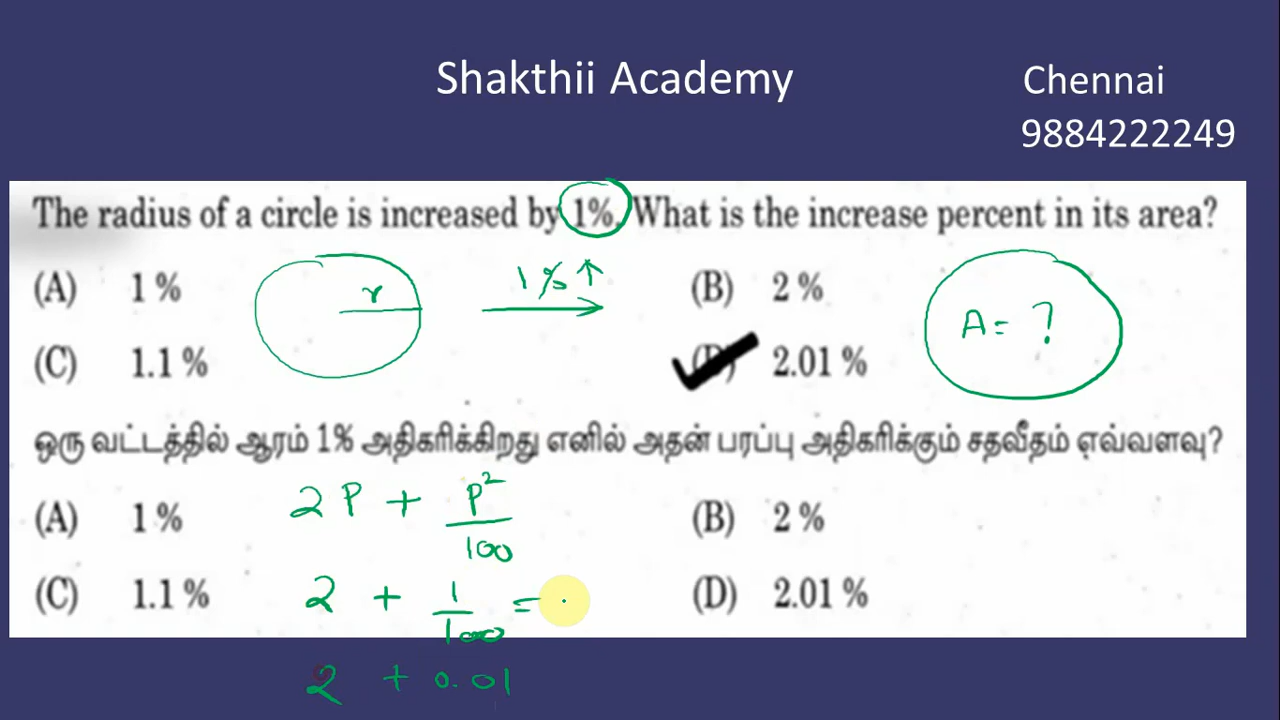 Shakthii Academy Chennai
9884222249
The radius of a circle is increased by 1%. What is the increase percent in its area?
(A) 1 % r 1% ↑ (B) 2 % A = ?
(C) 1.1 % (D) 2.01 %
ஒரு வட்டத்தில் ஆரம் 1% அதிகரிக்கிறது எனில் அதன் பரப்பு அதிகரிக்கும் சதவீதம் எவ்வளவு?
2P + P²/100
(A) 1 % (B) 2 %
(C) 1.1 % 2 + 1/100 = (D) 2.01 %
2 + 0.01